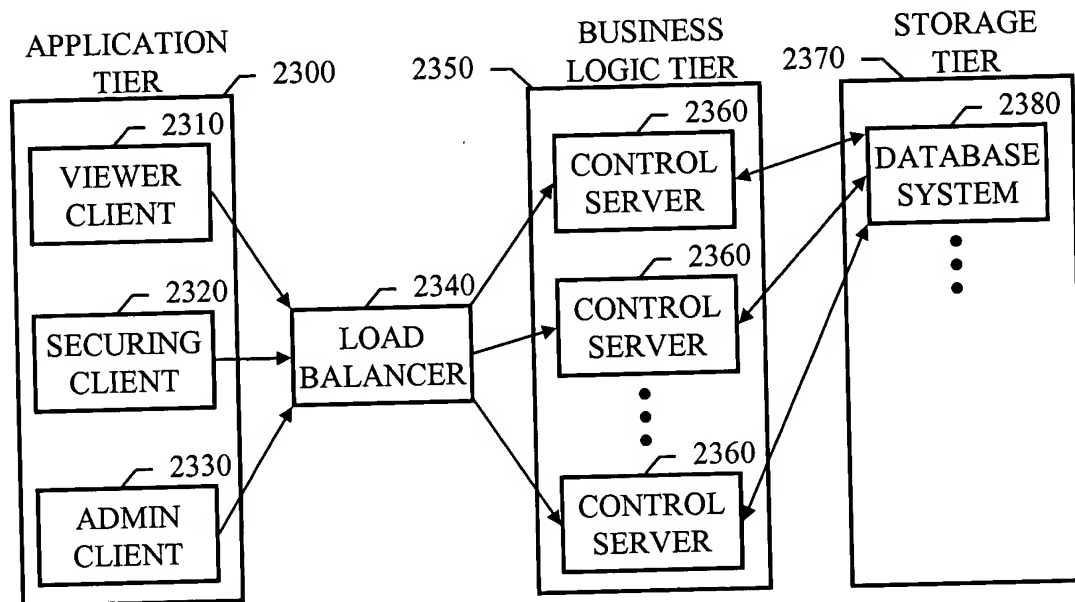 APPLICATION
TIER
2300
2310
VIEWER
CLIENT
2320
SECURING
CLIENT
2330
ADMIN
CLIENT
2340
LOAD
BALANCER
BUSINESS
LOGIC TIER
2350
2360
CONTROL
SERVER
2360
CONTROL
SERVER
2360
CONTROL
SERVER
STORAGE
TIER
2370
2380
DATABASE
SYSTEM